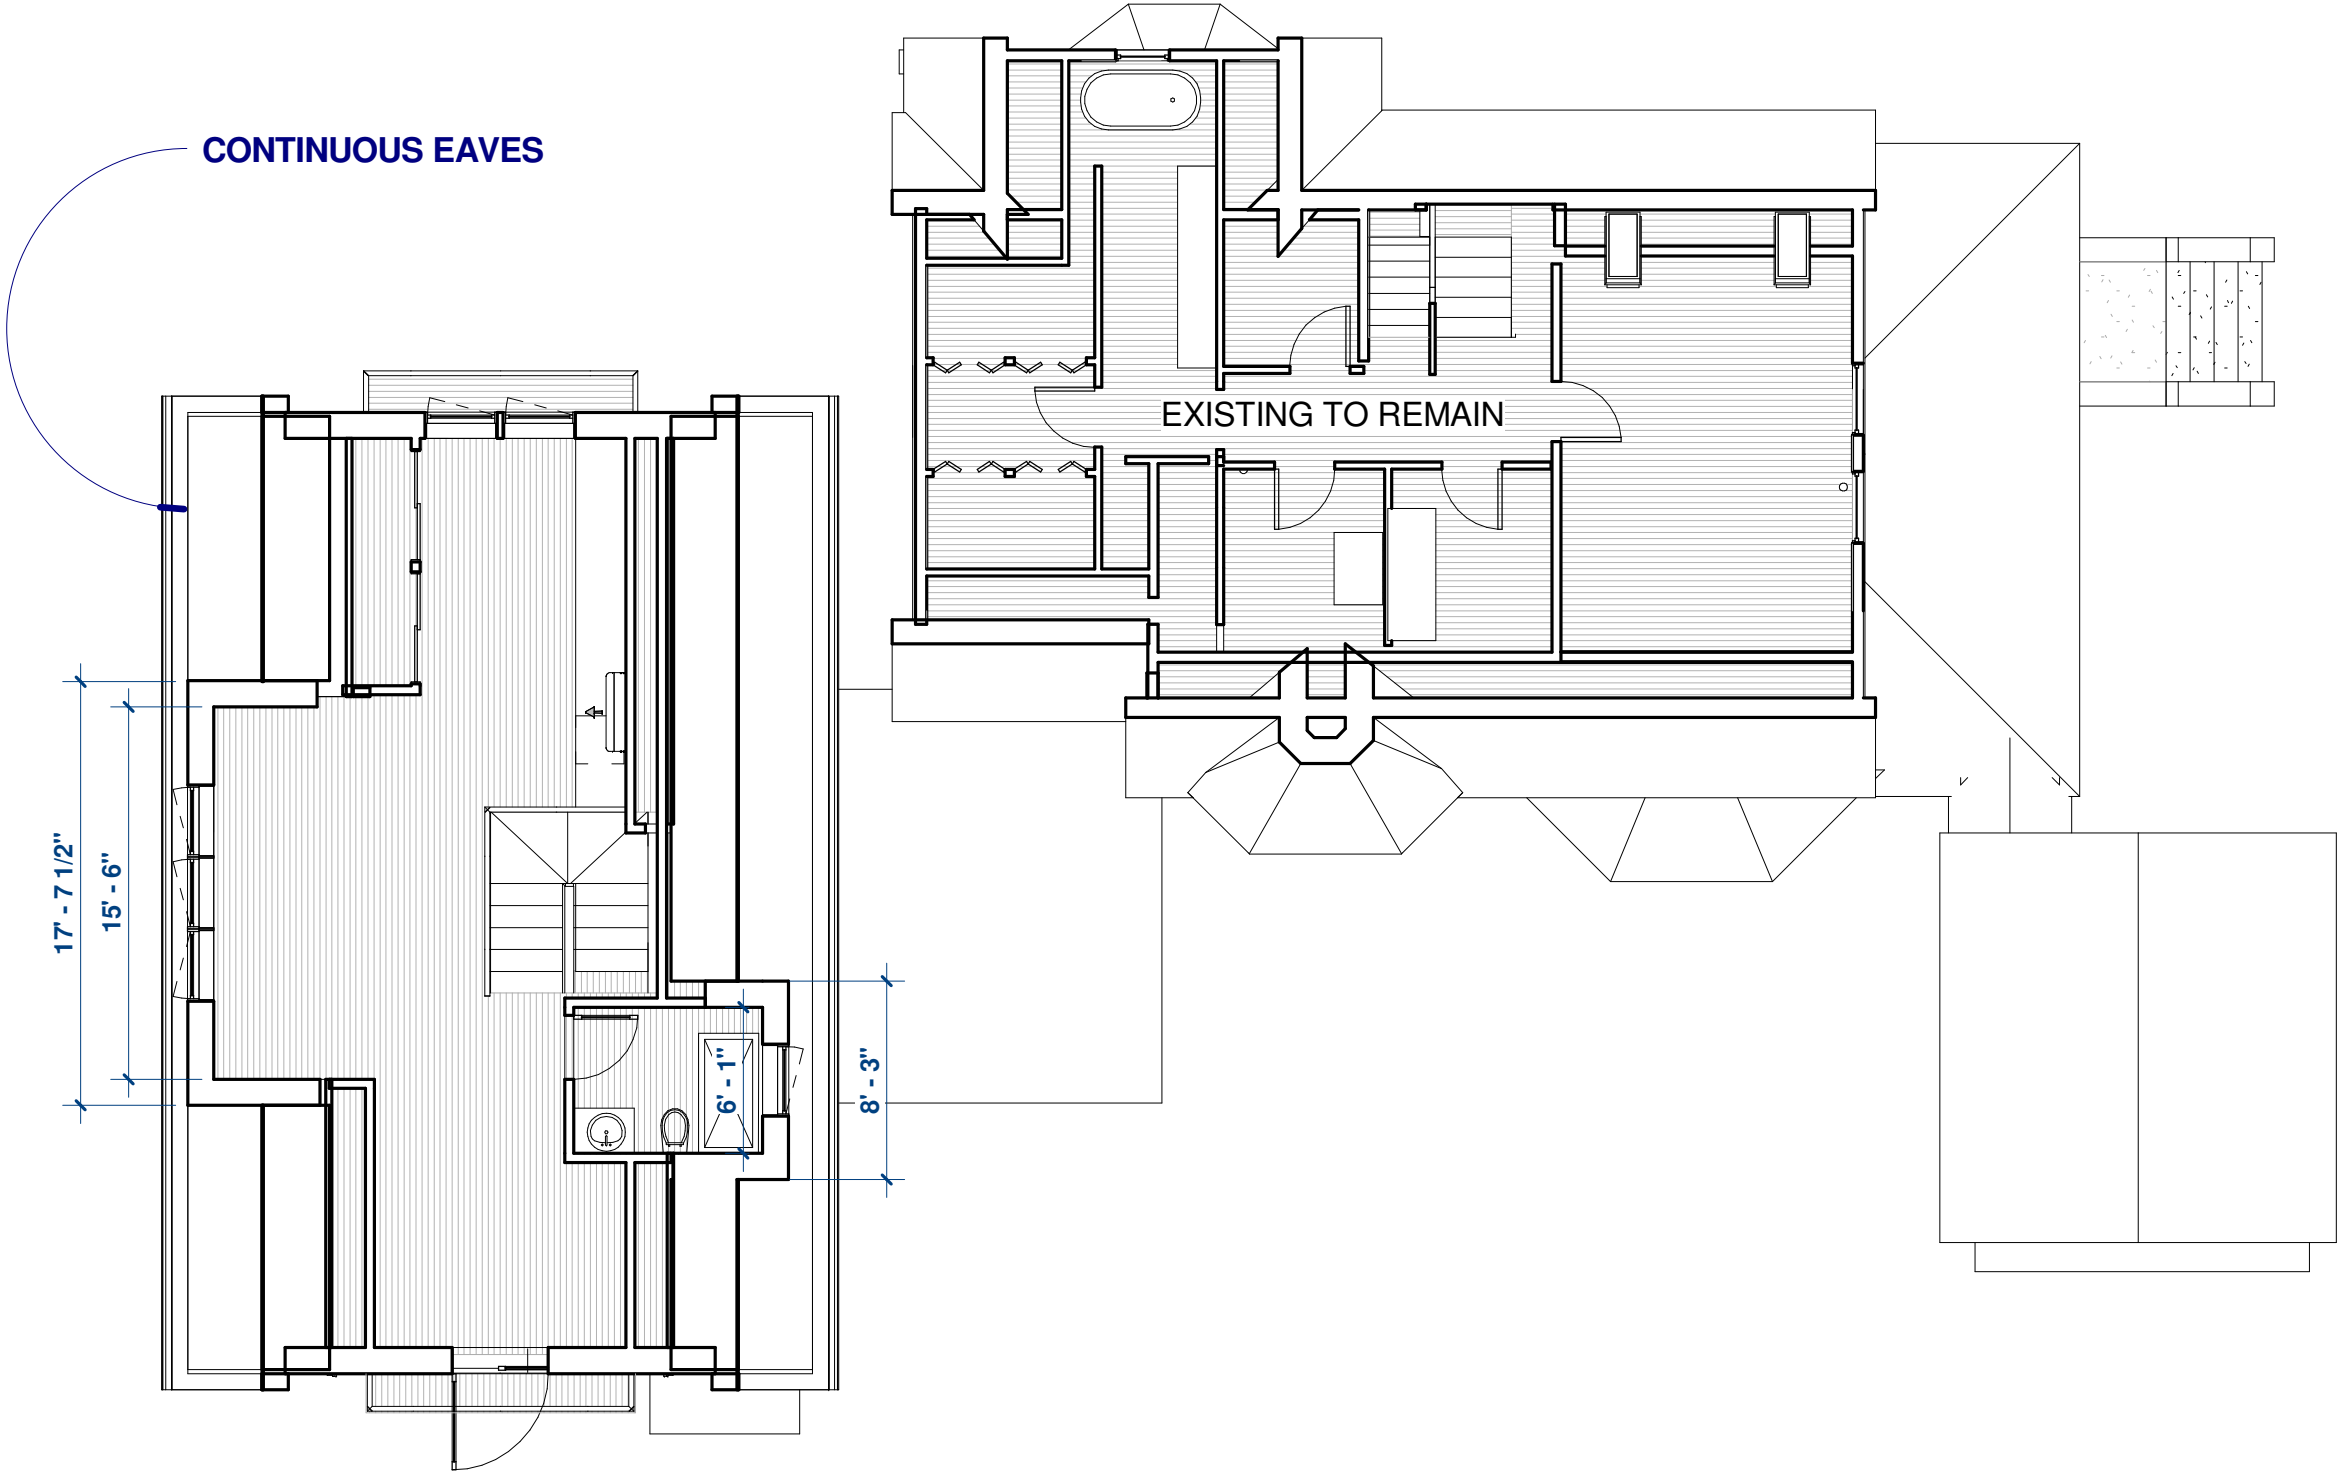 CONTINUOUS EAVES
EXISTING TO REMAIN
17' - 7 1/2"
15' - 6"
6' - 1"
8' - 3"